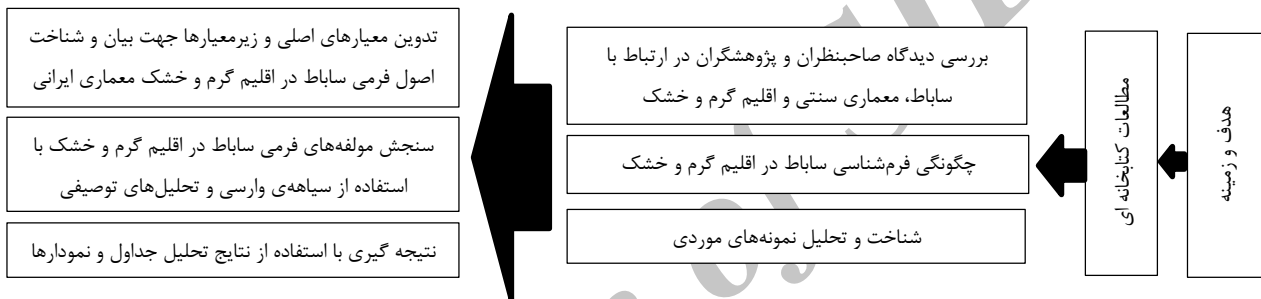 هدف و زمینه
مطالعات کتابخانه ای
بررسی دیدگاه صاحبنظران و پژوهشگران در ارتباط با
ساباط، معماری سنتی و اقلیم گرم و خشک
چگونگی فرم‌شناسی ساباط در اقلیم گرم و خشک
شناخت و تحلیل نمونه‌های موردی
تدوین معیارهای اصلی و زیرمعیارها جهت بیان و شناخت
اصول فرمی ساباط در اقلیم گرم و خشک معماری ایرانی
سنجش مولفه‌های فرمی ساباط در اقلیم گرم و خشک با
استفاده از سیاهه‌ی وارسی و تحلیل‌های توصیفی
نتیجه گیری با استفاده از نتایج تحلیل جداول و نمودارها